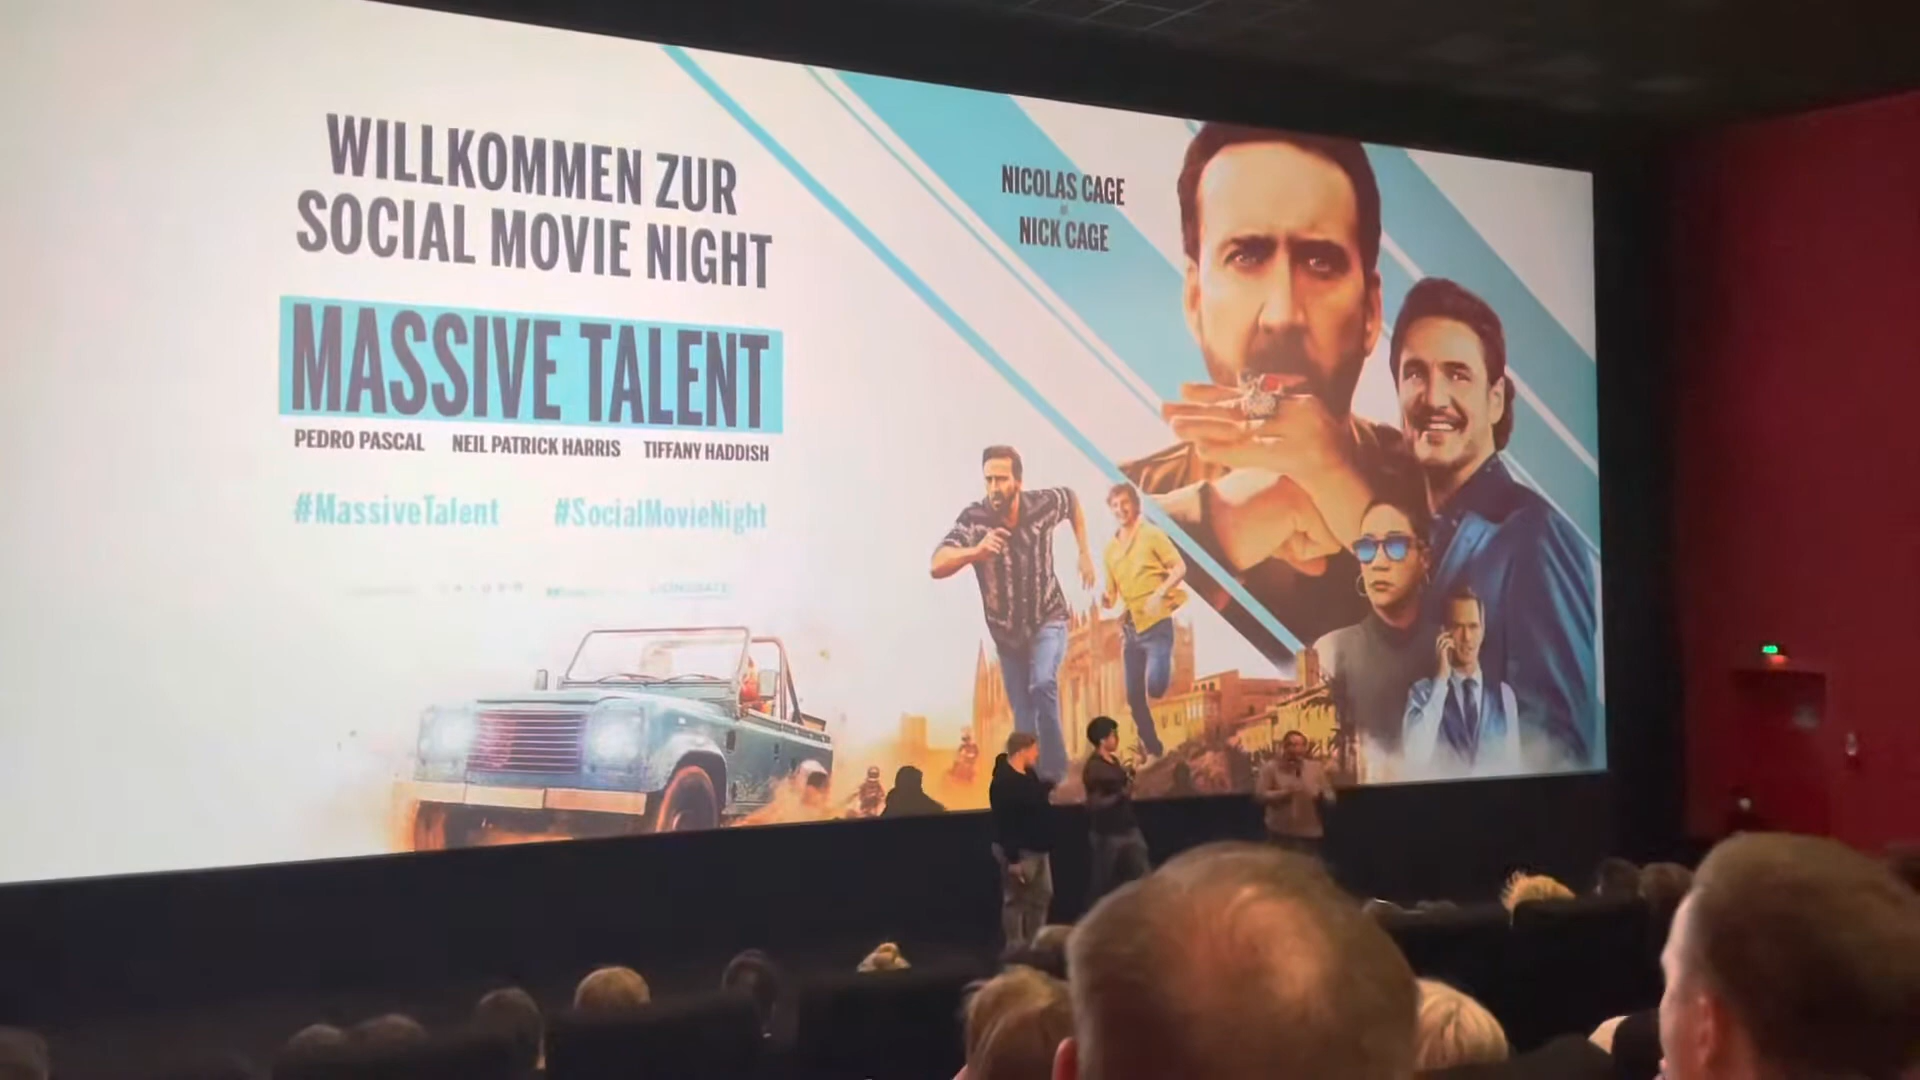 WILLKOMMEN ZUR
SOCIAL MOVIE NIGHT
MASSIVE TALENT
PEDRO PASCAL NEIL PATRICK HARRIS TIFFANY HADDISH
#MassiveTalent #SocialMovieNight
LIONSGATE
NICOLAS CAGE
NICK CAGE